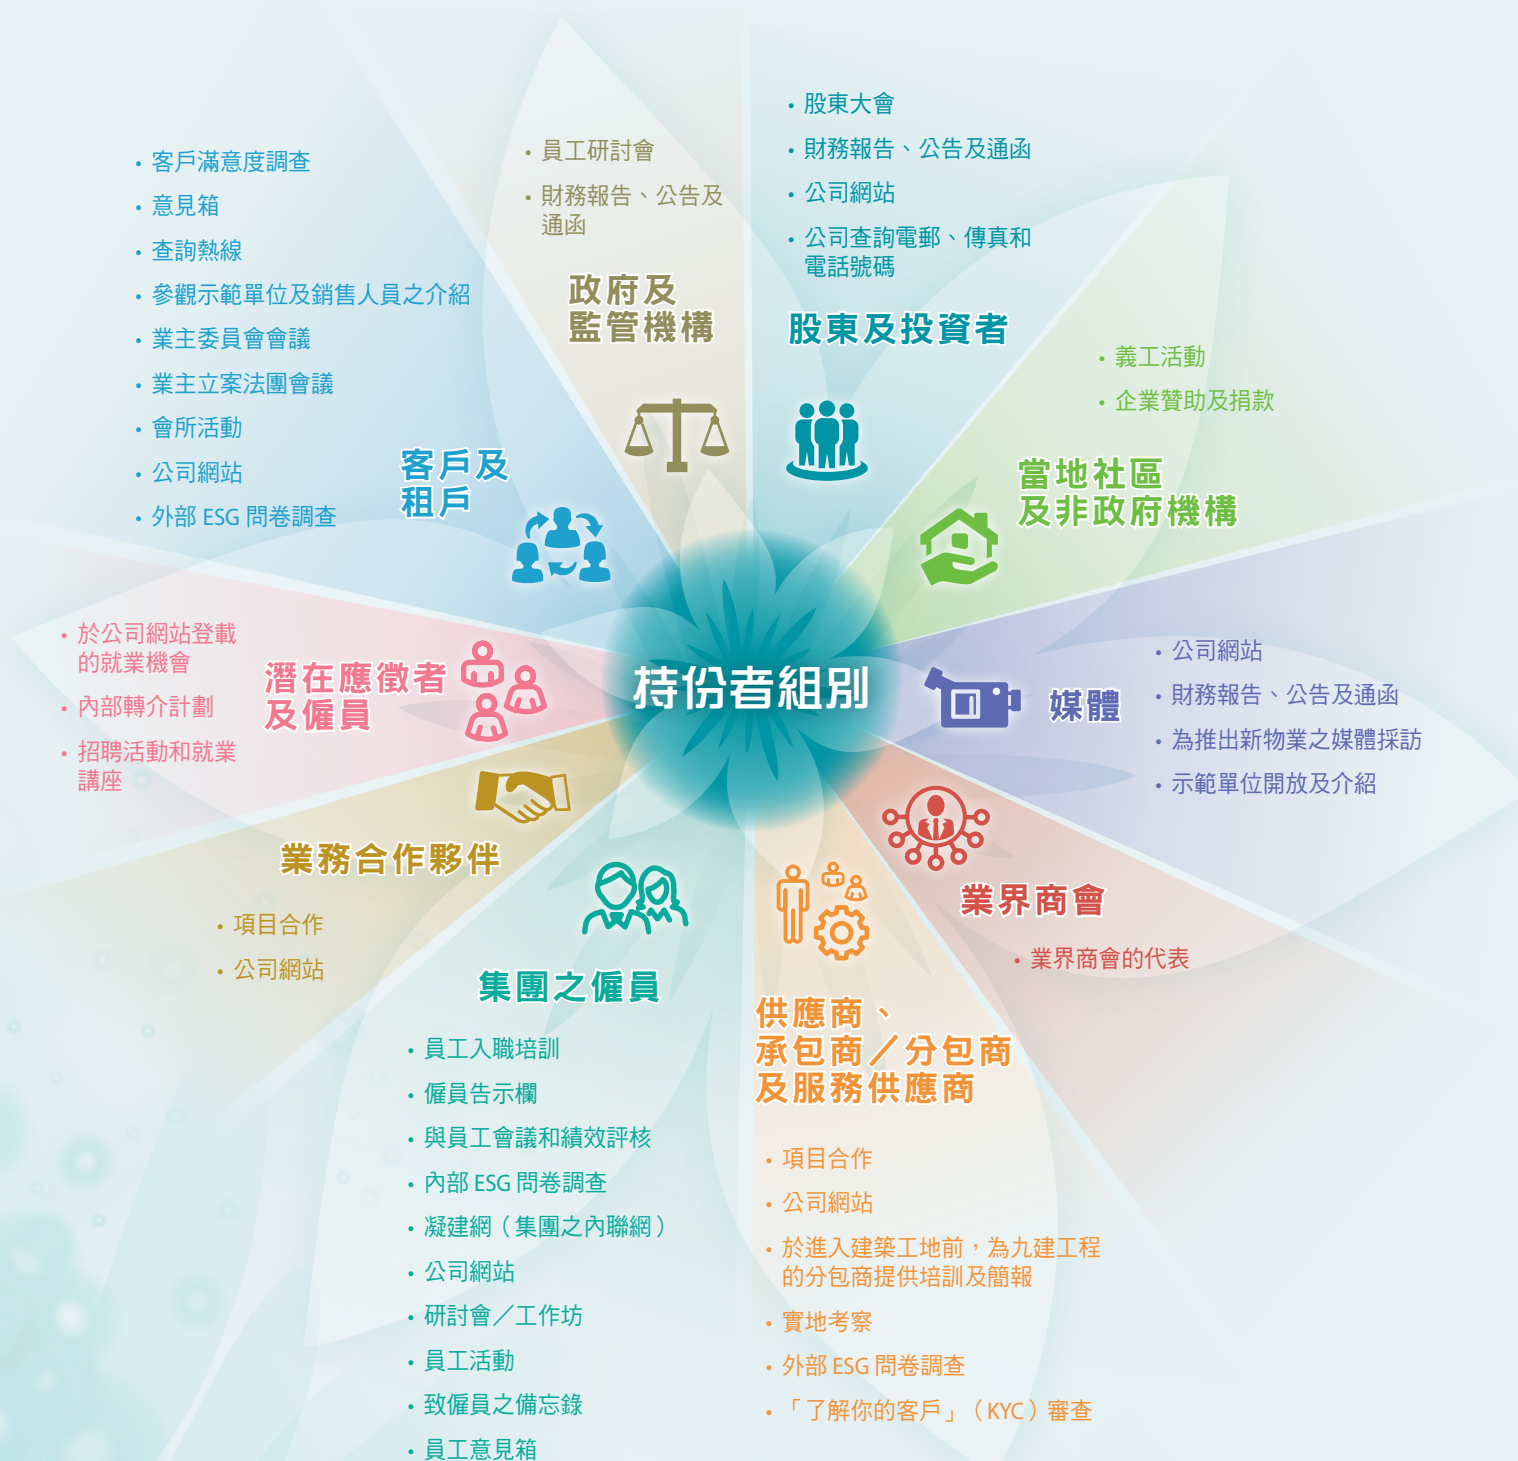 持份者組別
• 股東大會
• 財務報告、公告及通函
• 公司網站
• 公司查詢電郵、傳真和
電話號碼
股東及投資者
• 義工活動
• 企業贊助及捐款
當地社區
及非政府機構
媒體
• 公司網站
• 財務報告、公告及通函
• 為推出新物業之媒體採訪
• 示範單位開放及介紹
業界商會
• 業界商會的代表
供應商、
承包商／分包商
及服務供應商
• 項目合作
• 公司網站
• 於進入建築工地前，為九建工程
的分包商提供培訓及簡報
• 實地考察
• 外部 ESG 問卷調查
• 「了解你的客戶」（KYC）審查
集團之僱員
• 員工入職培訓
• 僱員告示欄
• 與員工會議和績效評核
• 內部 ESG 問卷調查
• 凝建網（集團之內聯網）
• 公司網站
• 研討會／工作坊
• 員工活動
• 致僱員之備忘錄
• 員工意見箱
業務合作夥伴
• 項目合作
• 公司網站
• 於公司網站登載
的就業機會
• 內部轉介計劃
• 招聘活動和就業
講座
潛在應徵者
及僱員
• 客戶滿意度調查
• 意見箱
• 查詢熱線
• 參觀示範單位及銷售人員之介紹
• 業主委員會會議
• 業主立案法團會議
• 會所活動
• 公司網站
• 外部 ESG 問卷調查
客戶及
租戶
• 員工研討會
• 財務報告、公告及
通函
政府及
監管機構